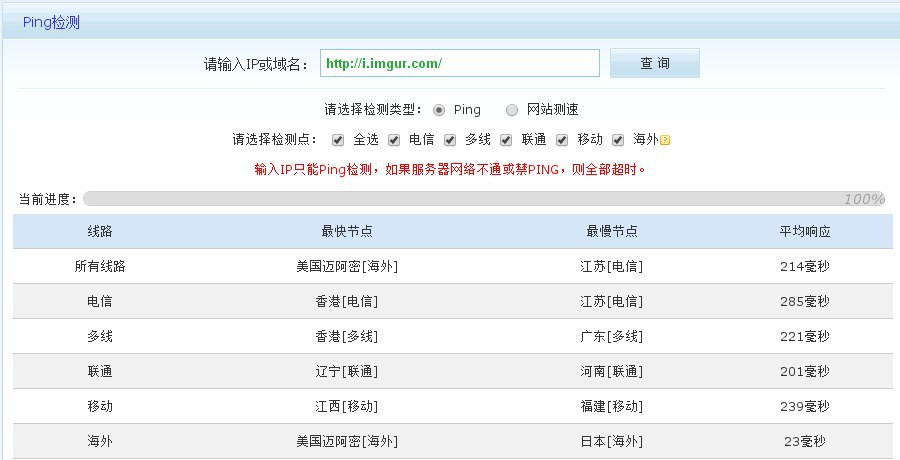 Ping检测
请输入IP或域名： http://i.imgur.com/ 查 询
请选择检测类型： Ping 网站测速
请选择检测点： 全选 电信 多线 联通 移动 海外 ?
输入IP只能Ping检测，如果服务器网络不通或禁PING，则全部超时。
当前进度： 100%
线路 最快节点 最慢节点 平均响应
所有线路 美国迈阿密[海外] 江苏[电信] 214毫秒
电信 香港[电信] 江苏[电信] 285毫秒
多线 香港[多线] 广东[多线] 221毫秒
联通 辽宁[联通] 河南[联通] 201毫秒
移动 江西[移动] 福建[移动] 239毫秒
海外 美国迈阿密[海外] 日本[海外] 23毫秒